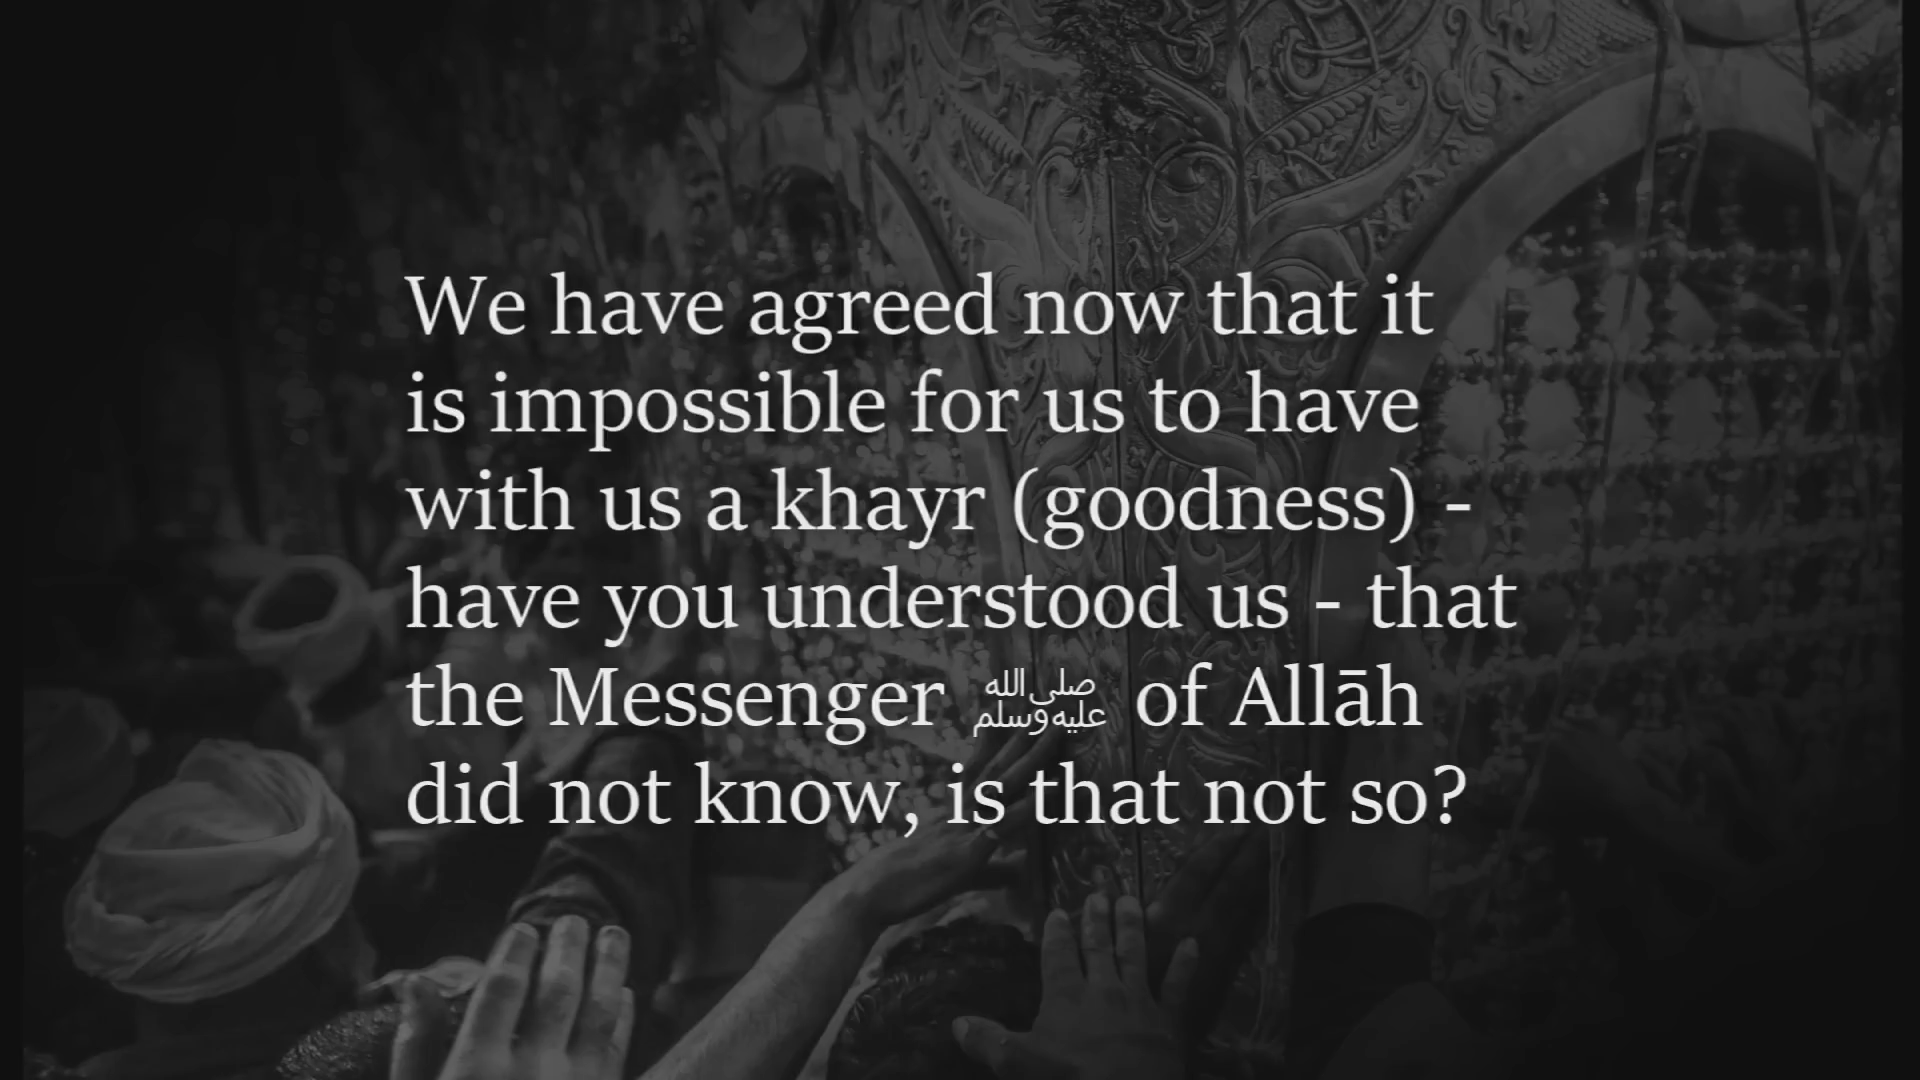 We have agreed now that it
is impossible for us to have
with us a khayr (goodness) -
have you understood us - that
the Messenger ﷺ of Allāh
did not know, is that not so?